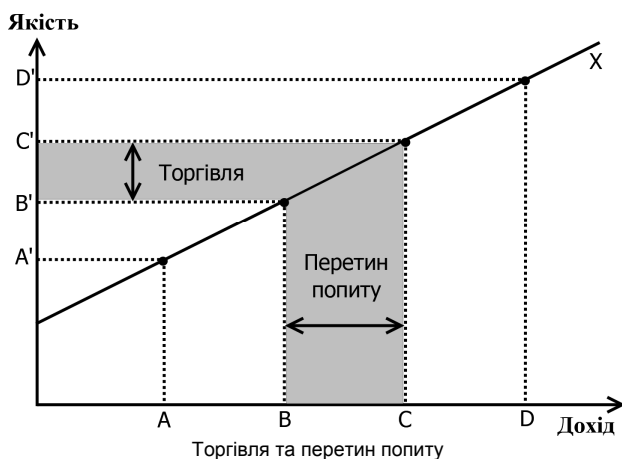 Якість
X
D'
C'
Торгівля
B'
A'
Перетин
попиту
A
B
C
D
Дохід
Торгівля та перетин попиту